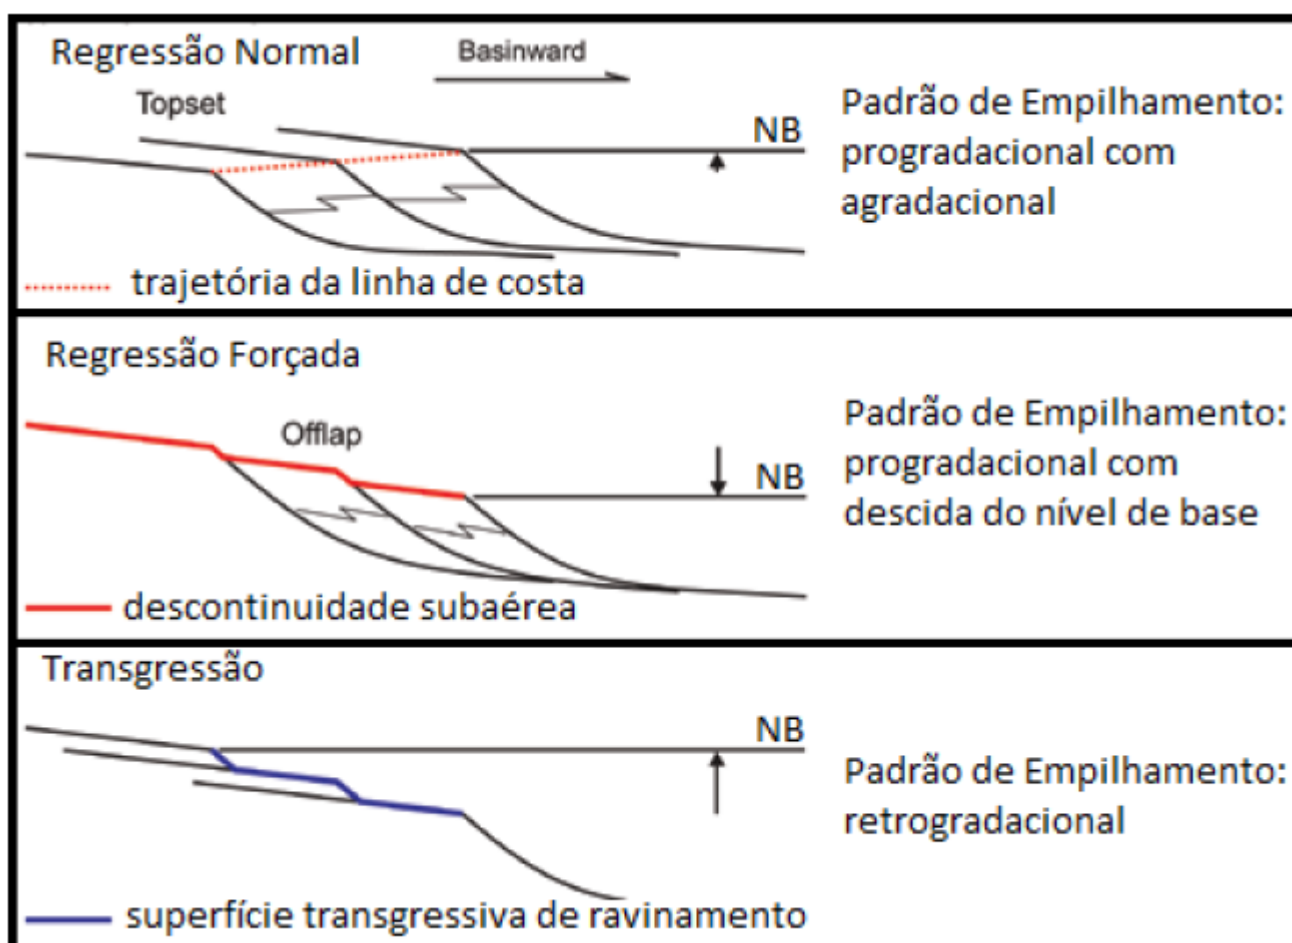 Regressão Normal
Basinward
Topset
NB
Padrão de Empilhamento:
progradacional com
agradacional
trajetória da linha de costa
Regressão Forçada
Offlap
NB
Padrão de Empilhamento:
progradacional com
descida do nível de base
descontinuidade subaérea
Transgressão
NB
Padrão de Empilhamento:
retrogradacional
superfície transgressiva de ravinamento